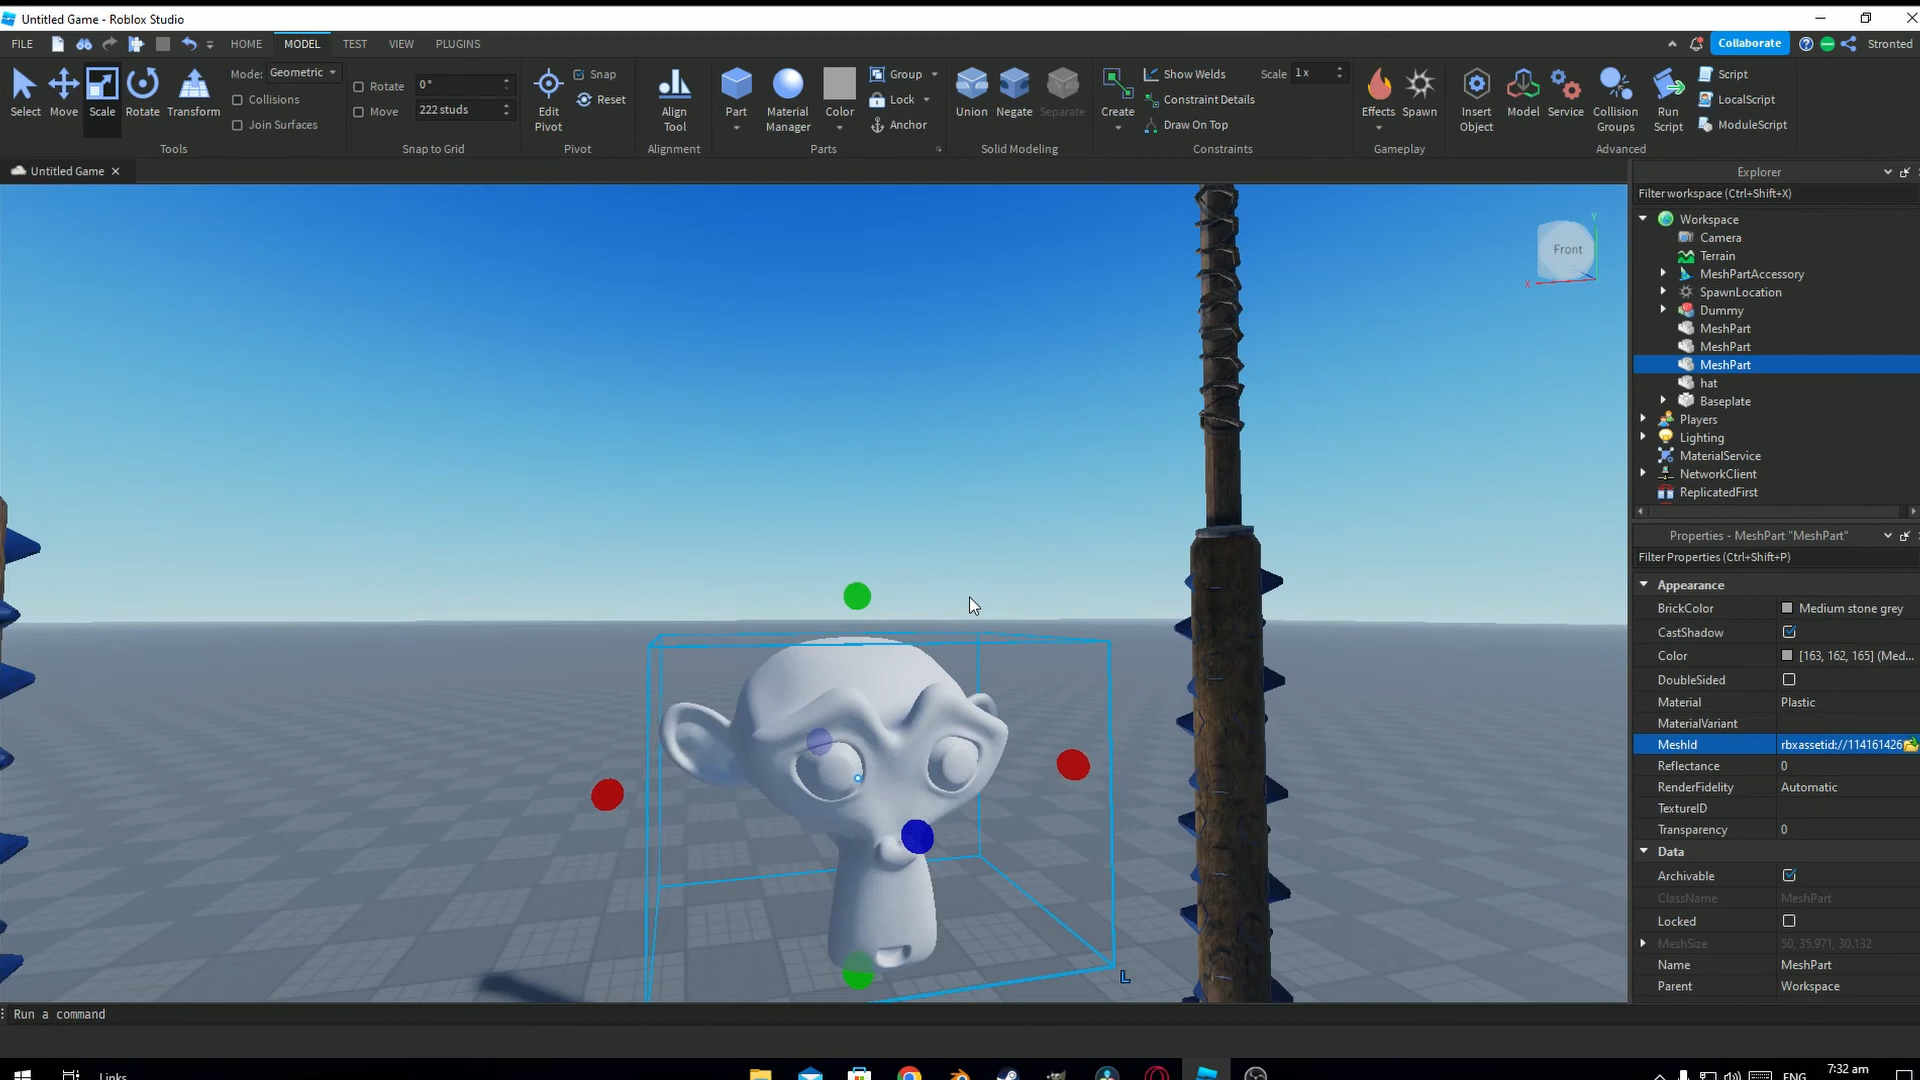 Untitled Game - Roblox Studio
FILE
HOME
MODEL
TEST
VIEW
PLUGINS
Collaborate
Stronted
Select
Move
Scale
Rotate
Transform
Mode: Geometric
Collisions
Join Surfaces
Tools
Rotate
0°
Move
222 studs
Snap to Grid
Edit
Pivot
Snap
Reset
Pivot
Align
Tool
Alignment
Part
Material
Manager
Color
Group
Lock
Anchor
Parts
Union
Negate
Separate
Solid Modeling
Create
Show Welds
Constraint Details
Draw On Top
Scale 1 x
Constraints
Effects
Spawn
Gameplay
Insert
Object
Model
Service
Collision
Groups
Run
Script
Script
LocalScript
ModuleScript
Advanced
Untitled Game
Front
Y
X
Z
L
Explorer
Filter workspace (Ctrl+Shift+X)
Workspace
Camera
Terrain
MeshPartAccessory
SpawnLocation
Dummy
MeshPart
MeshPart
MeshPart
hat
Baseplate
Players
Lighting
MaterialService
NetworkClient
ReplicatedFirst
Properties - MeshPart "MeshPart"
Filter Properties (Ctrl+Shift+P)
Appearance
BrickColor Medium stone grey
CastShadow
Color [163, 162, 165] (Med...
DoubleSided
Material Plastic
MaterialVariant
MeshId rbxassetid://114161426
Reflectance 0
RenderFidelity Automatic
TextureID
Transparency 0
Data
Archivable
ClassName MeshPart
Locked
MeshSize 50, 35.971, 30.132
Name MeshPart
Parent Workspace
Run a command
Links
ENG
7:32 am